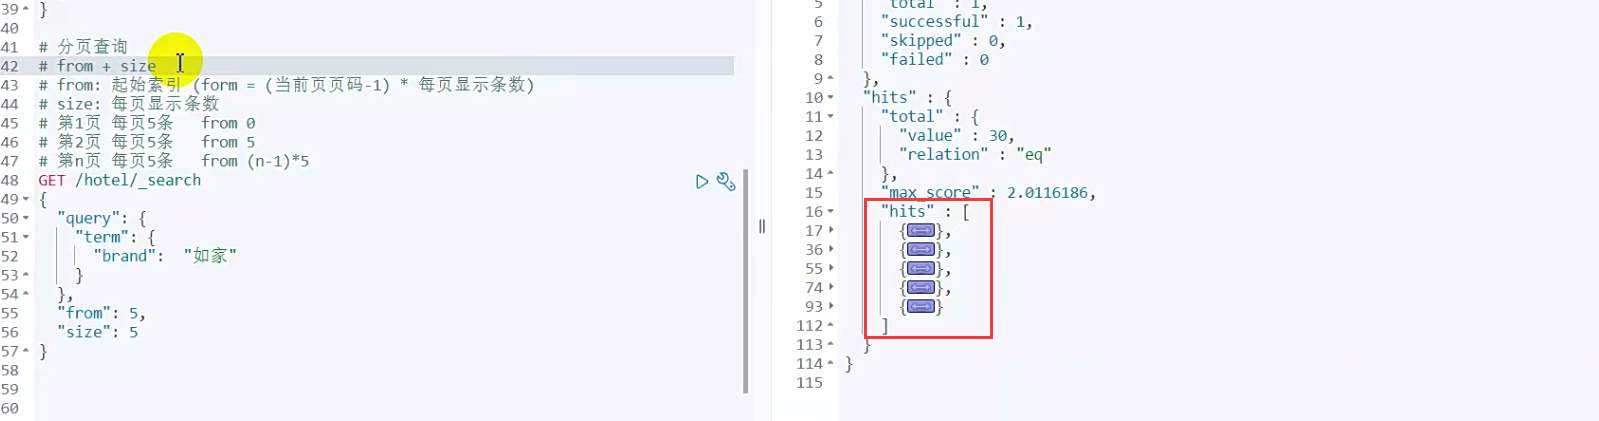 39 }
40
41 # 分页查询
42 # from + size
43 # from: 起始索引 (form = (当前页页码-1) * 每页显示条数)
44 # size: 每页显示条数
45 # 第1页 每页5条   from 0
46 # 第2页 每页5条   from 5
47 # 第n页 每页5条   from (n-1)*5
48 GET /hotel/_search
49 {
50   "query": {
51     "term": {
52       "brand":  "如家"
53     }
54   },
55   "from": 5,
56   "size": 5
57 }
58
59
60
5 "total" : 1,
6 "successful" : 1,
7 "skipped" : 0,
8 "failed" : 0
9 },
10 "hits" : {
11 "total" : {
12 "value" : 30,
13 "relation" : "eq"
14 },
15 "max_score" : 2.0116186,
16 "hits" : [
17 {},
36 {},
55 {},
74 {},
93 {}
112 ]
113 }
114 }
115